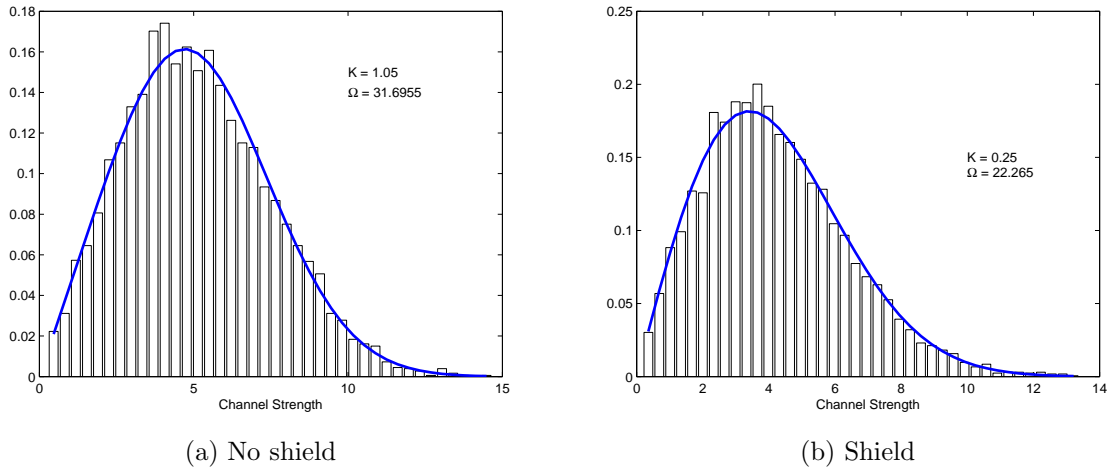 0.18
0.16
0.14
0.12
0.1
0.08
0.06
0.04
0.02
0
0 5 10 15
Channel Strength
K = 1.05
Ω = 31.6955
(a) No shield
0.25
0.2
0.15
0.1
0.05
0
0 2 4 6 8 10 12 14
Channel Strength
K = 0.25
Ω = 22.265
(b) Shield